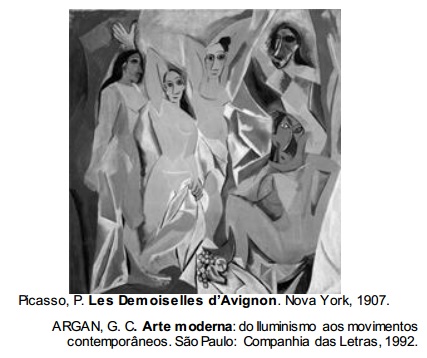 Picasso, P. Les Demoiselles d'Avignon. Nova York, 1907.
ARGAN, G. C. Arte moderna: do Iluminismo aos movimentos
contemporâneos. São Paulo: Companhia das Letras, 1992.